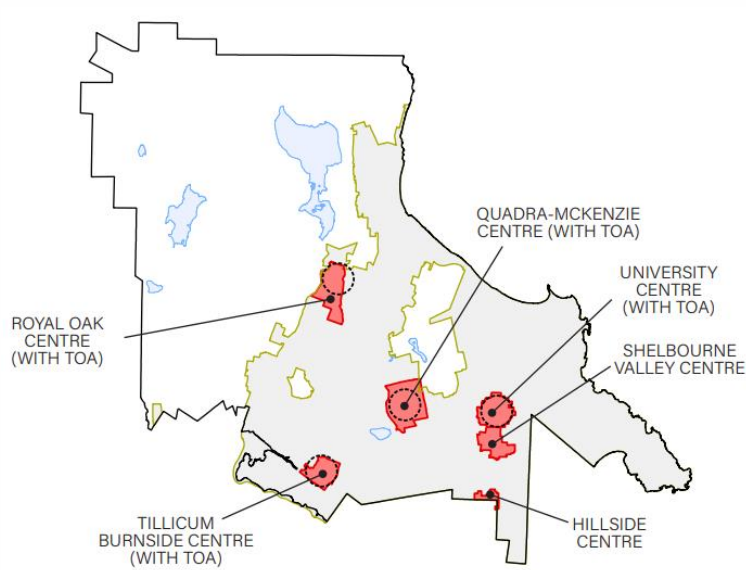 QUADRA-MCKENZIE
CENTRE (WITH TOA)
UNIVERSITY
CENTRE
(WITH TOA)
ROYAL OAK
CENTRE
(WITH TOA)
SHELBOURNE
VALLEY CENTRE
TILLICUM
BURNSIDE CENTRE
(WITH TOA)
HILLSIDE
CENTRE